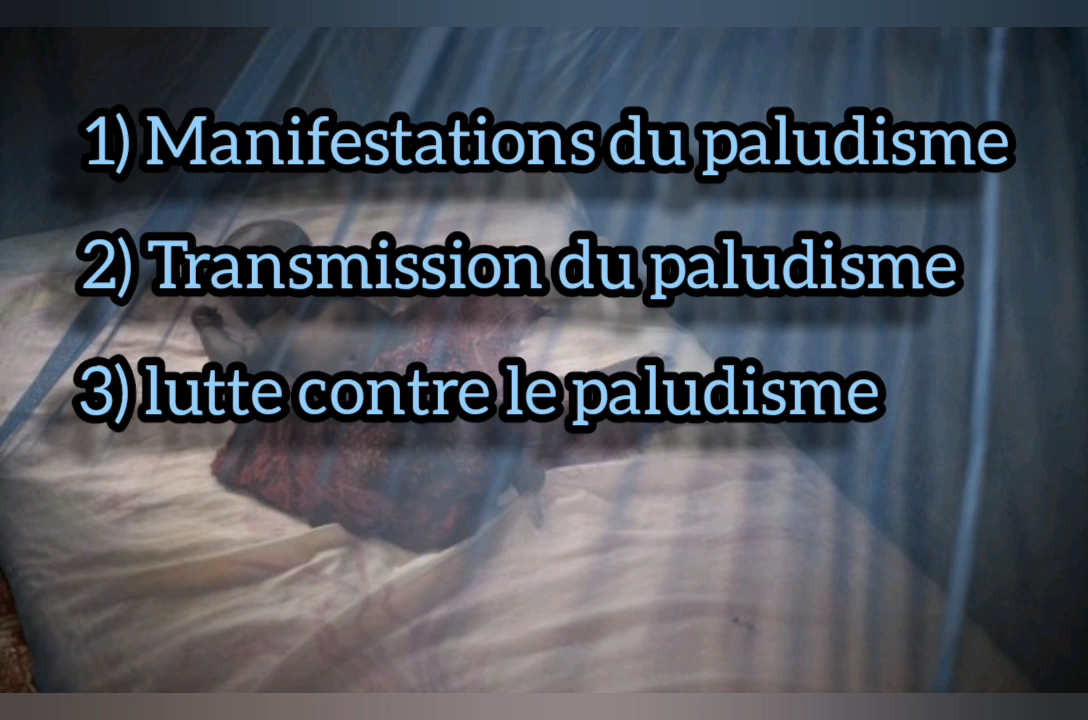 1) Manifestations du paludisme
2) Transmission du paludisme
3) lutte contre le paludisme